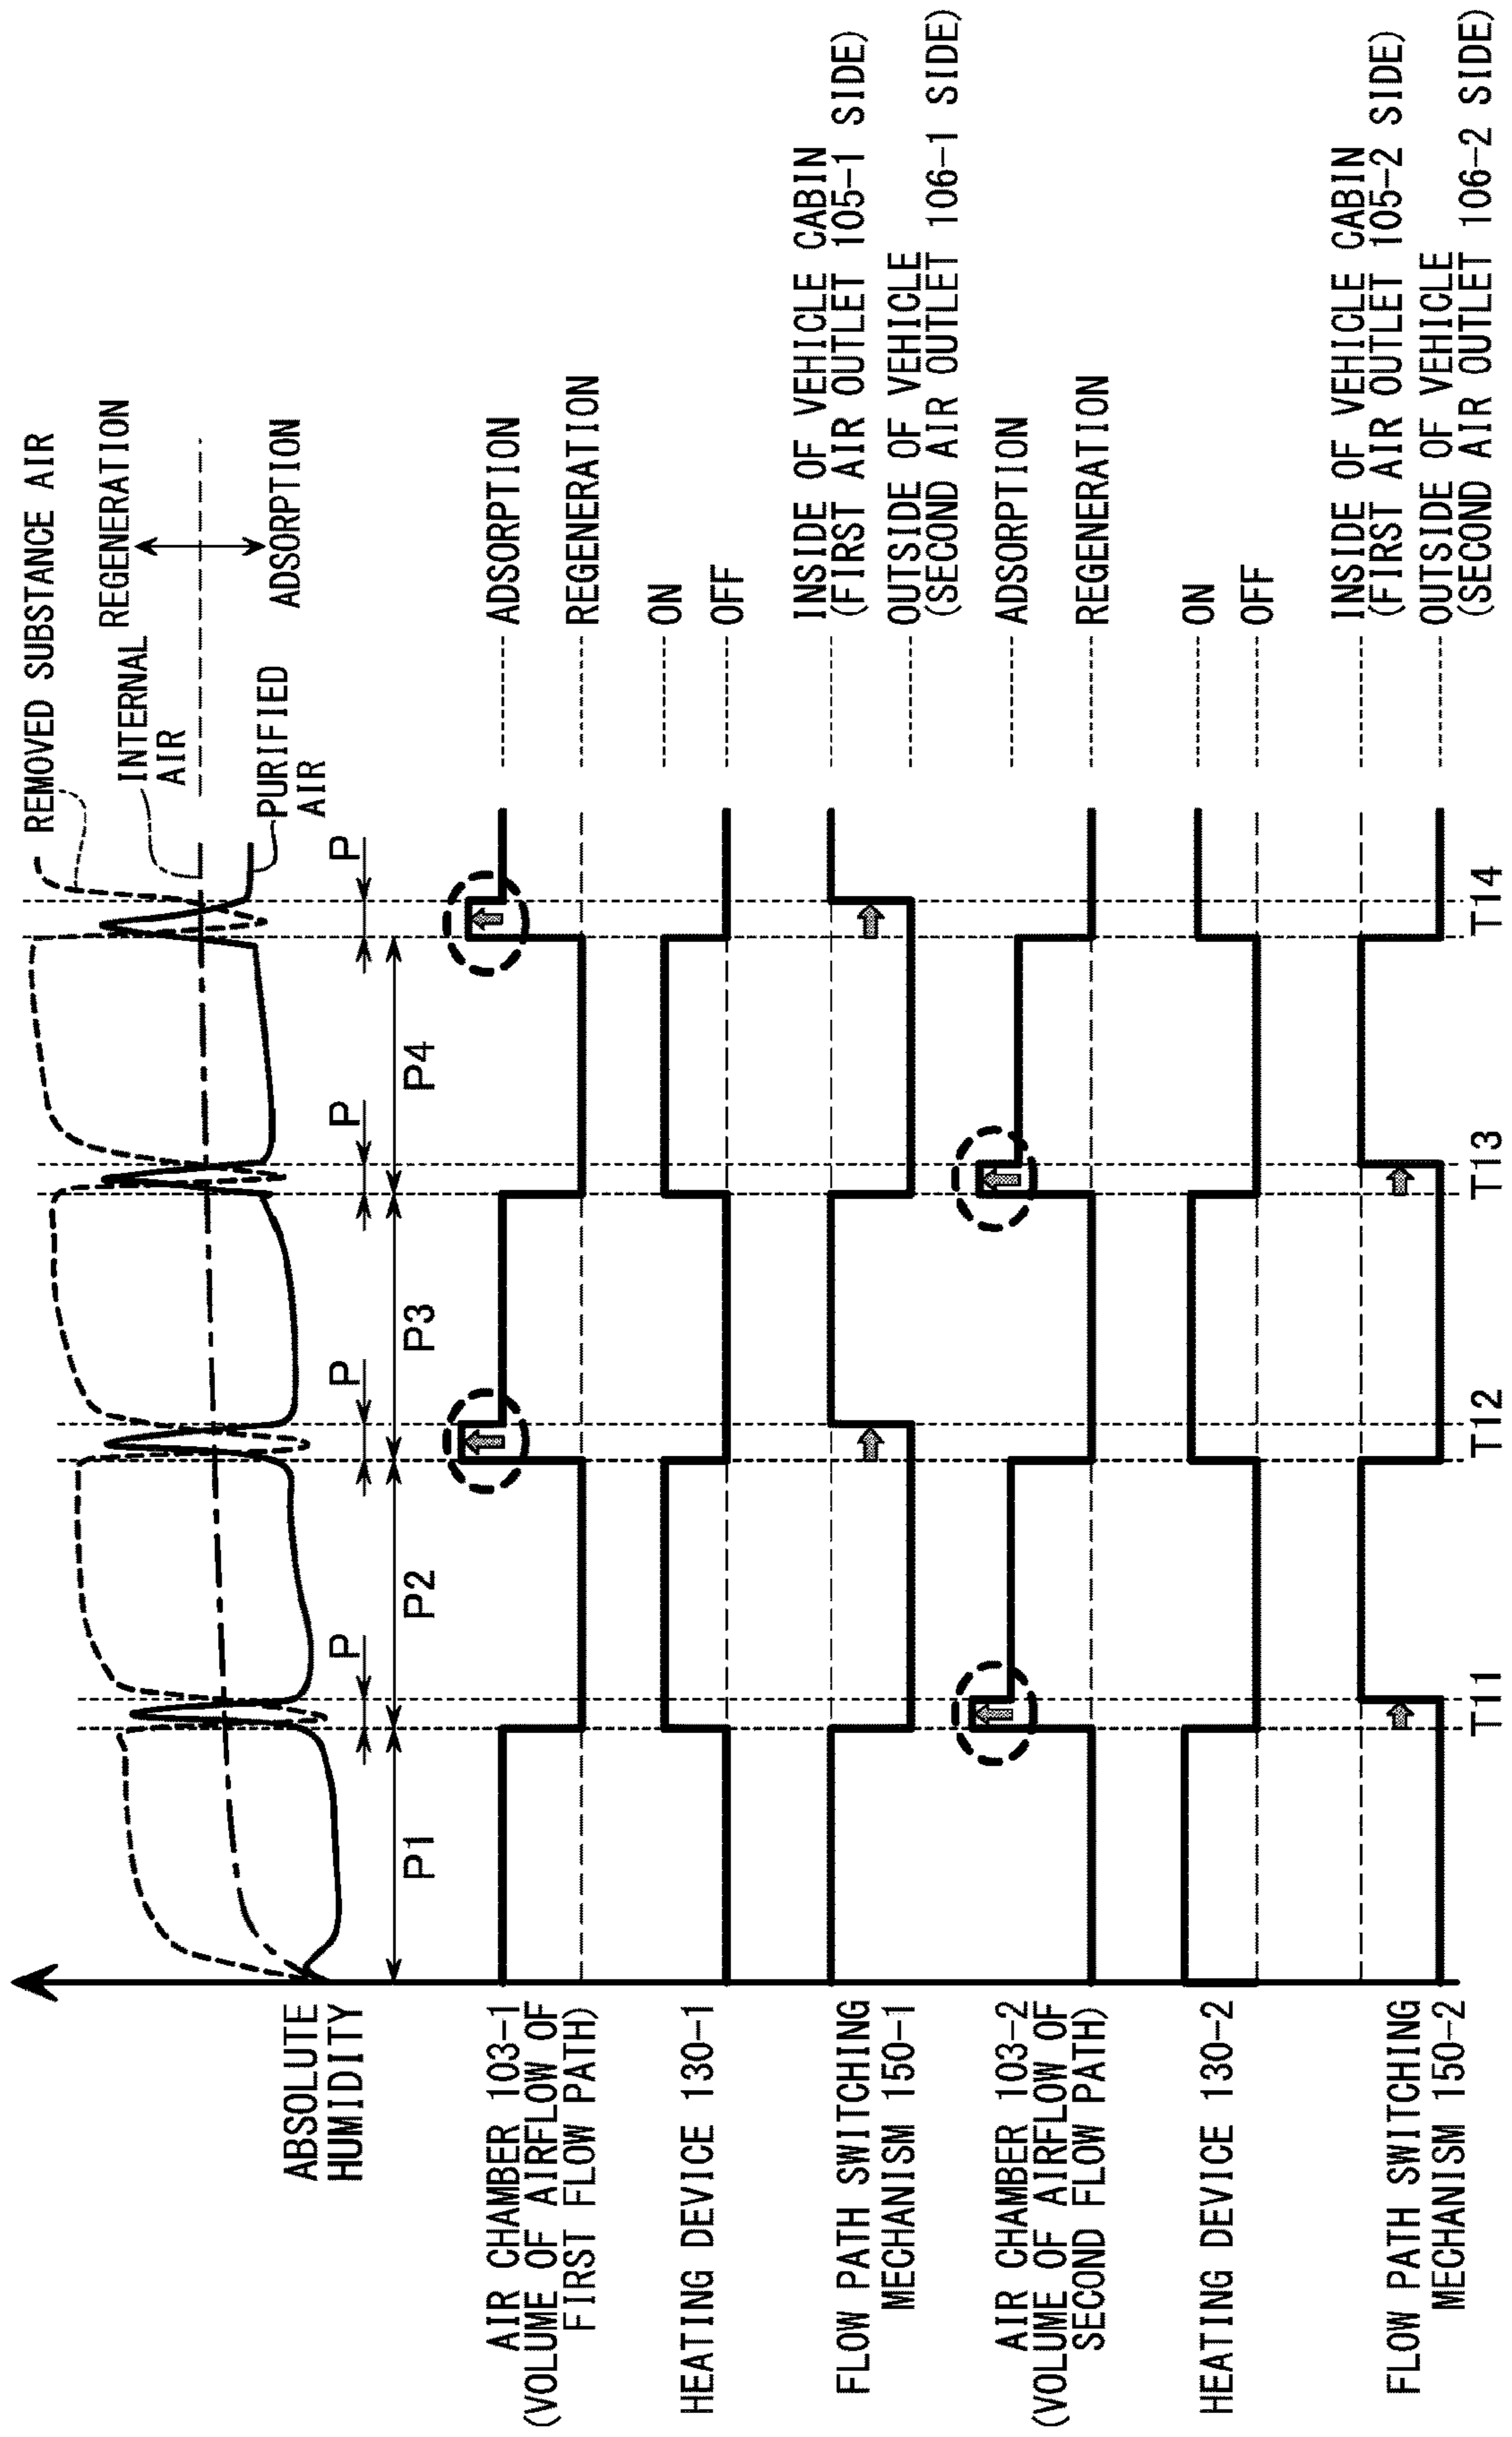 REMOVED SUBSTANCE AIR
REGENERATION
INTERNAL
AIR
PURIFIED
AIR
ADSORPTION
ABSOLUTE
HUMIDITY
P
P
P
P
P1
P2
P3
P4
AIR CHAMBER 103-1
(VOLUME OF AIRFLOW OF
FIRST FLOW PATH)
ADSORPTION
REGENERATION
HEATING DEVICE 130-1
ON
OFF
FLOW PATH SWITCHING
MECHANISM 150-1
INSIDE OF VEHICLE CABIN
(FIRST AIR OUTLET 105-1 SIDE)
OUTSIDE OF VEHICLE
(SECOND AIR OUTLET 106-1 SIDE)
AIR CHAMBER 103-2
(VOLUME OF AIRFLOW OF
SECOND FLOW PATH)
ADSORPTION
REGENERATION
HEATING DEVICE 130-2
ON
OFF
FLOW PATH SWITCHING
MECHANISM 150-2
INSIDE OF VEHICLE CABIN
(FIRST AIR OUTLET 105-2 SIDE)
OUTSIDE OF VEHICLE
(SECOND AIR OUTLET 106-2 SIDE)
T11
T12
T13
T14